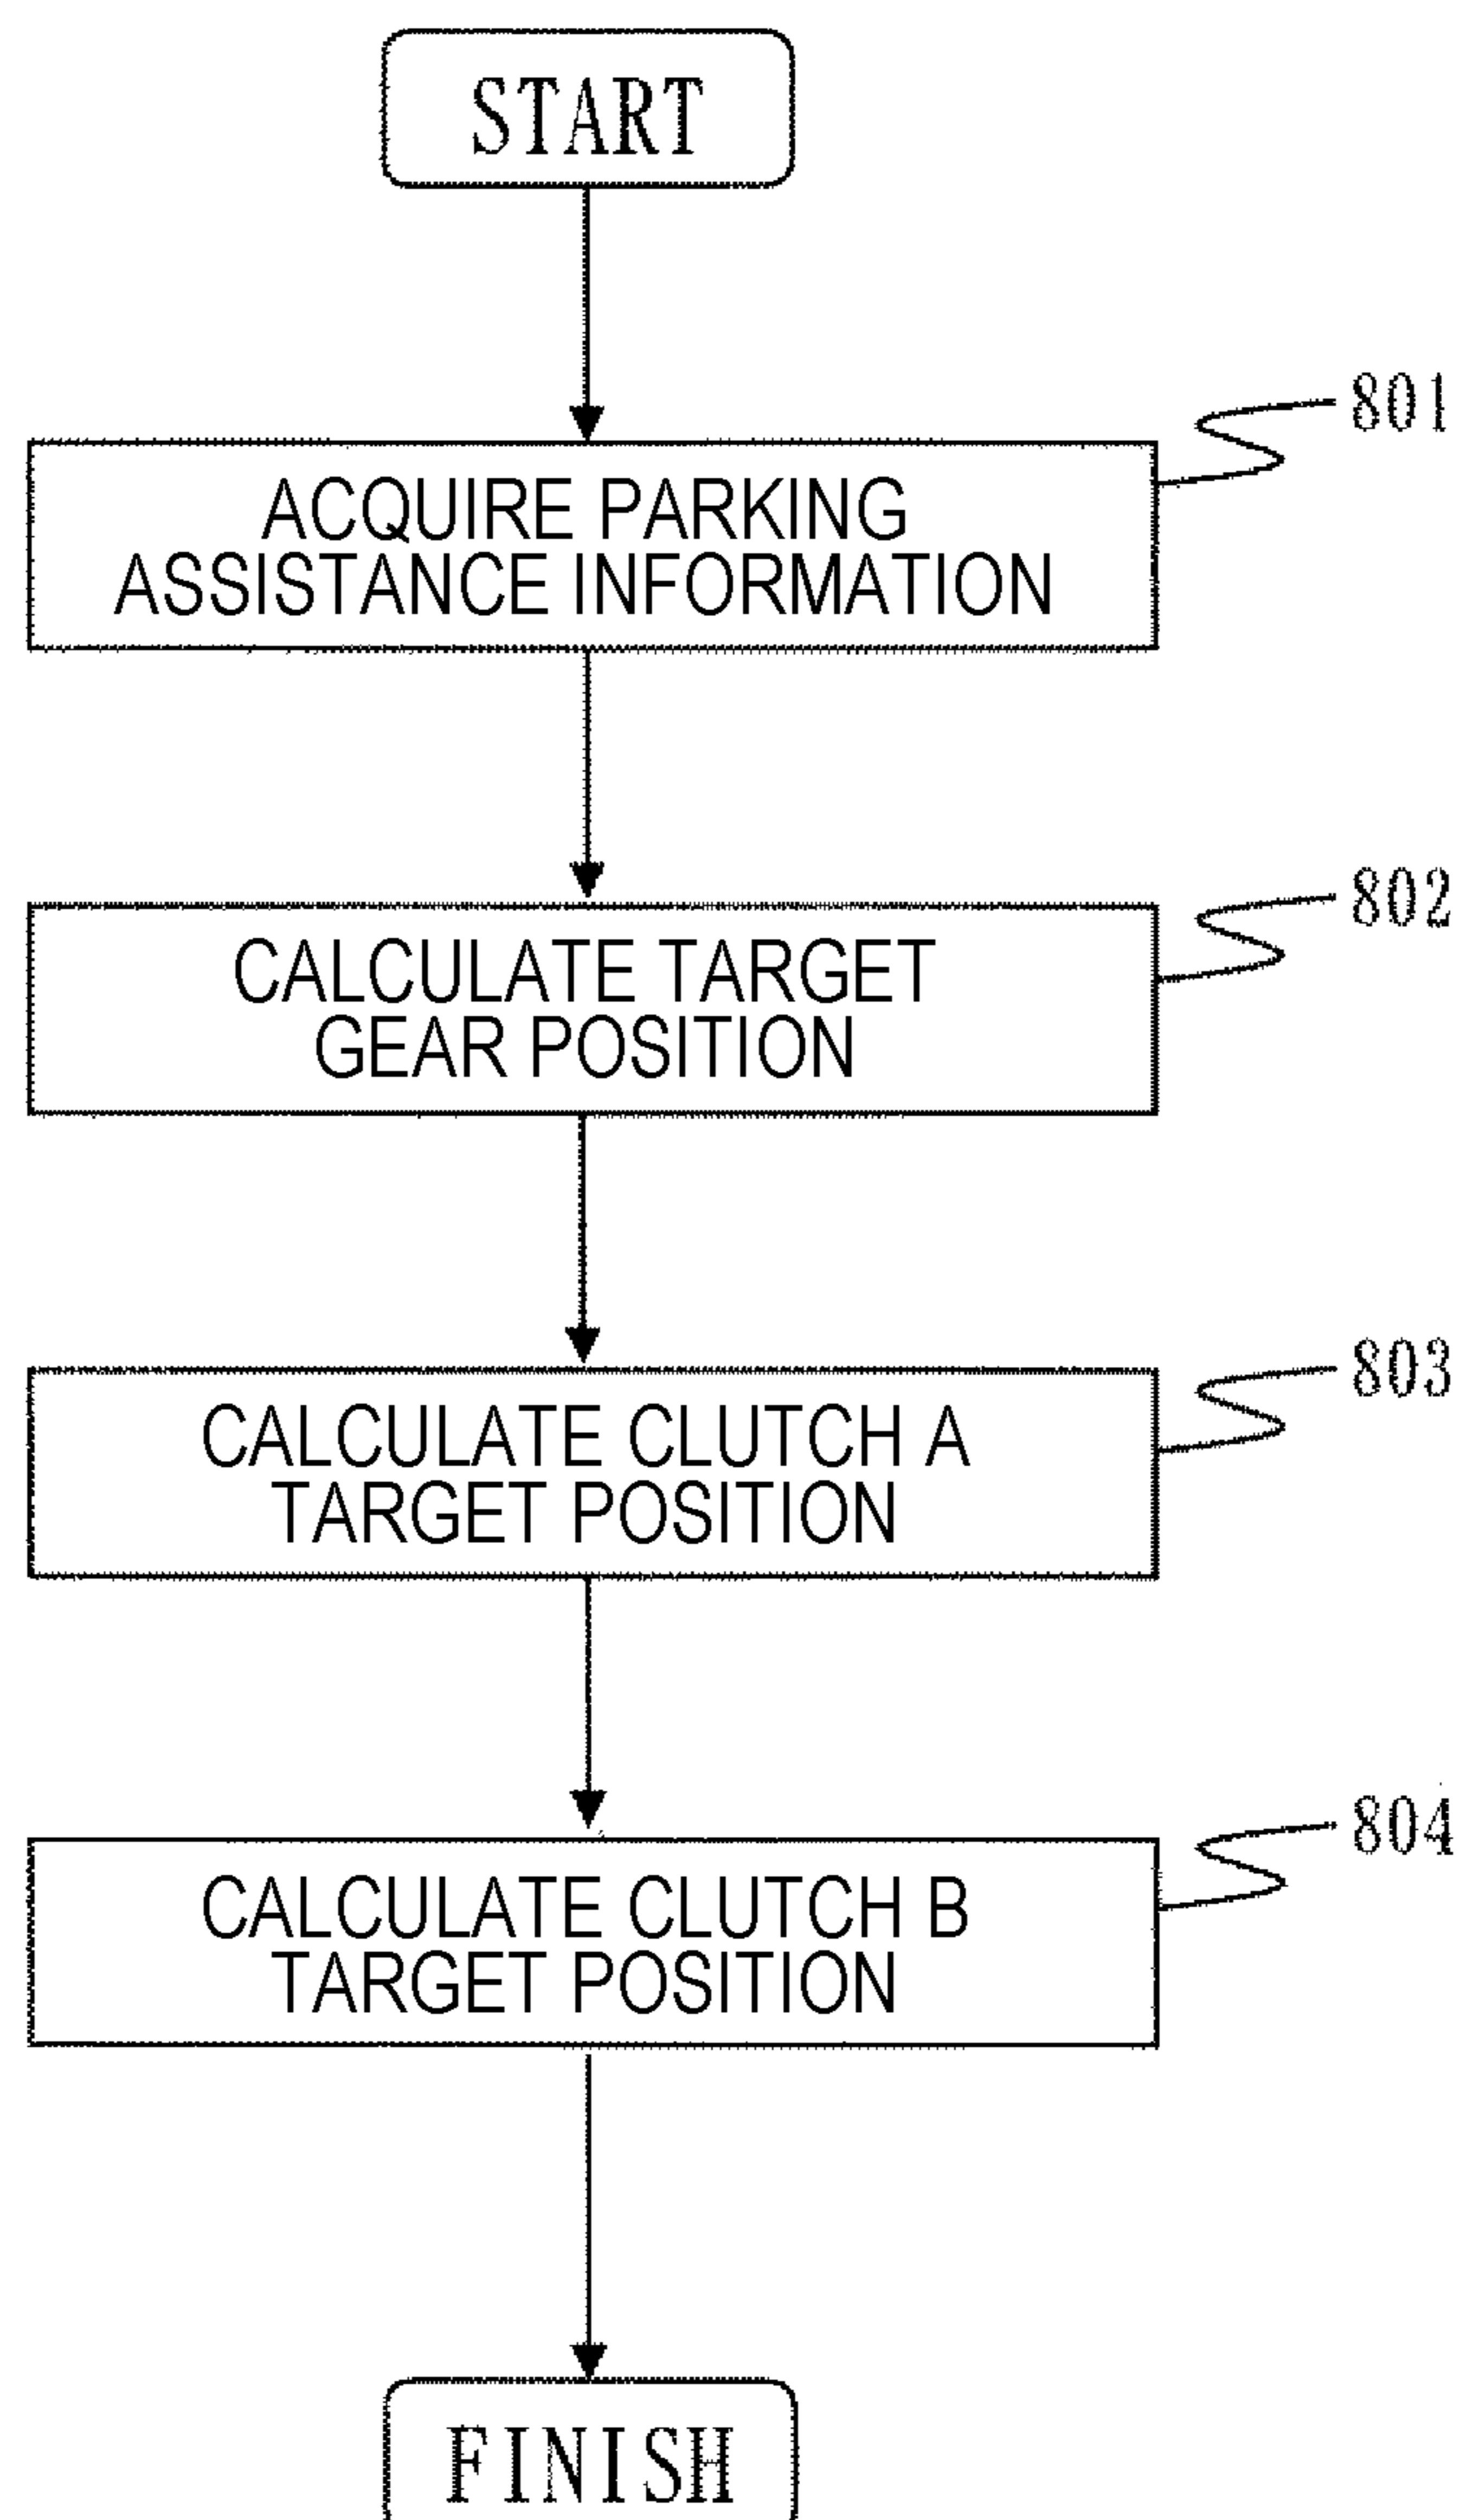 START
801
ACQUIRE PARKING
ASSISTANCE INFORMATION
802
CALCULATE TARGET
GEAR POSITION
803
CALCULATE CLUTCH A
TARGET POSITION
804
CALCULATE CLUTCH B
TARGET POSITION
FINISH